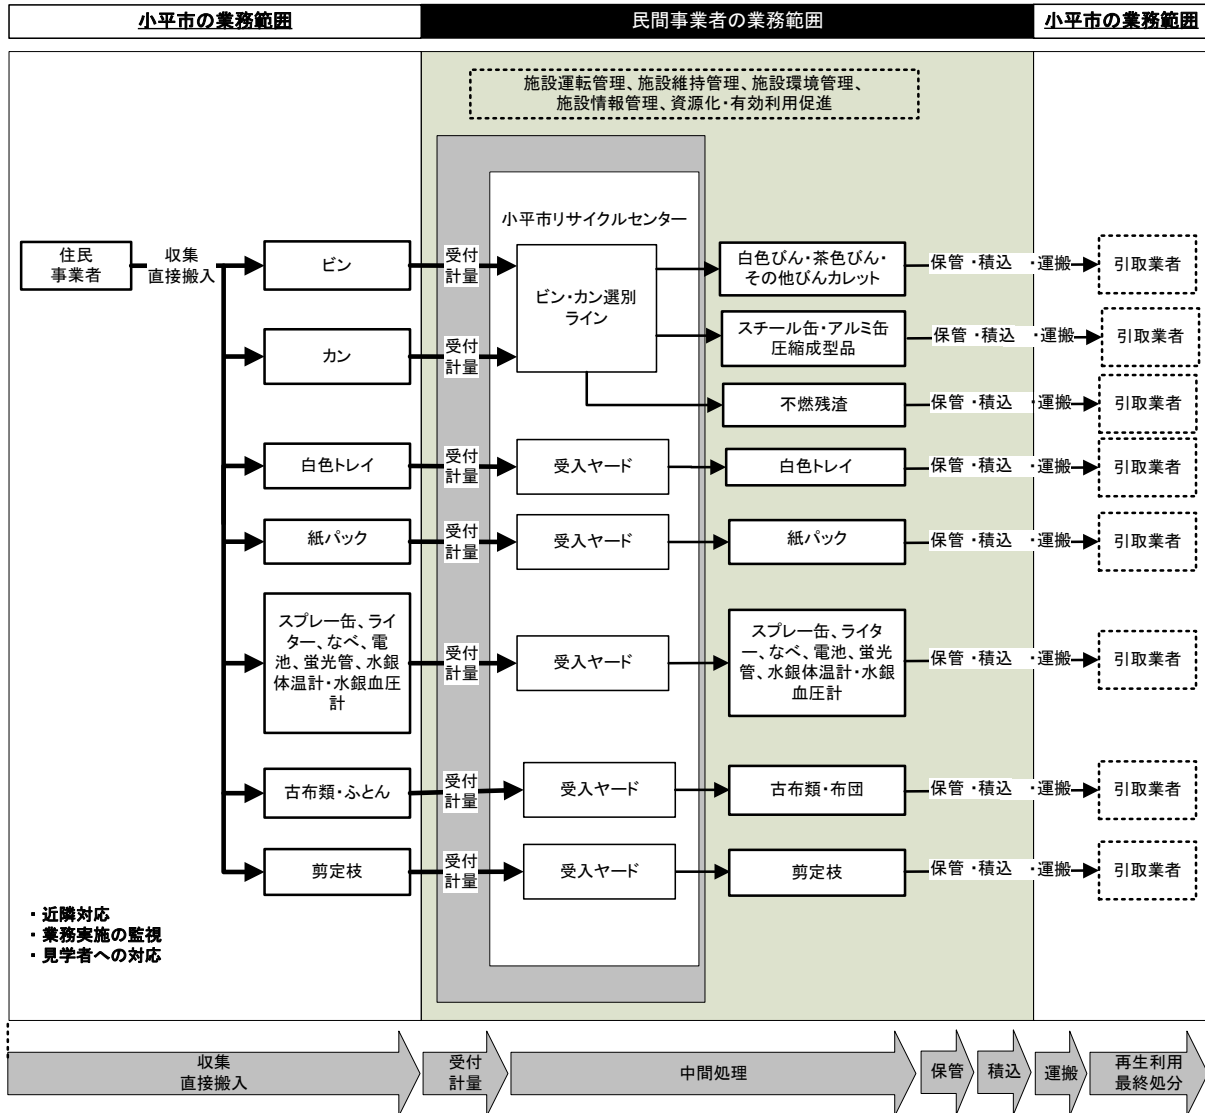 小平市の業務範囲
民間事業者の業務範囲
小平市の業務範囲
施設運転管理、施設維持管理、施設環境管理、
施設情報管理、資源化・有効利用促進
小平市リサイクルセンター
住民
事業者
収集
直接搬入
ビン
受付
計量
ビン・カン選別
ライン
白色びん・茶色びん・
その他びんカレット
保管・積込・運搬
引取業者
カン
受付
計量
スチール缶・アルミ缶
圧縮成型品
保管・積込・運搬
引取業者
不燃残渣
保管・積込・運搬
引取業者
白色トレイ
受付
計量
受入ヤード
白色トレイ
保管・積込・運搬
引取業者
紙パック
受付
計量
受入ヤード
紙パック
保管・積込・運搬
引取業者
スプレー缶、ライ
ター、なべ、電
池、蛍光管、水銀
体温計・水銀血圧
計
受付
計量
受入ヤード
スプレー缶、ライタ
ー、なべ、電池、蛍光
管、水銀体温計・水銀
血圧計
保管・積込・運搬
引取業者
古布類・ふとん
受付
計量
受入ヤード
古布類・布団
保管・積込・運搬
引取業者
剪定枝
受付
計量
受入ヤード
剪定枝
保管・積込・運搬
引取業者
・近隣対応
・業務実施の監視
・見学者への対応
収集
直接搬入
受付
計量
中間処理
保管
積込
運搬
再生利用
最終処分